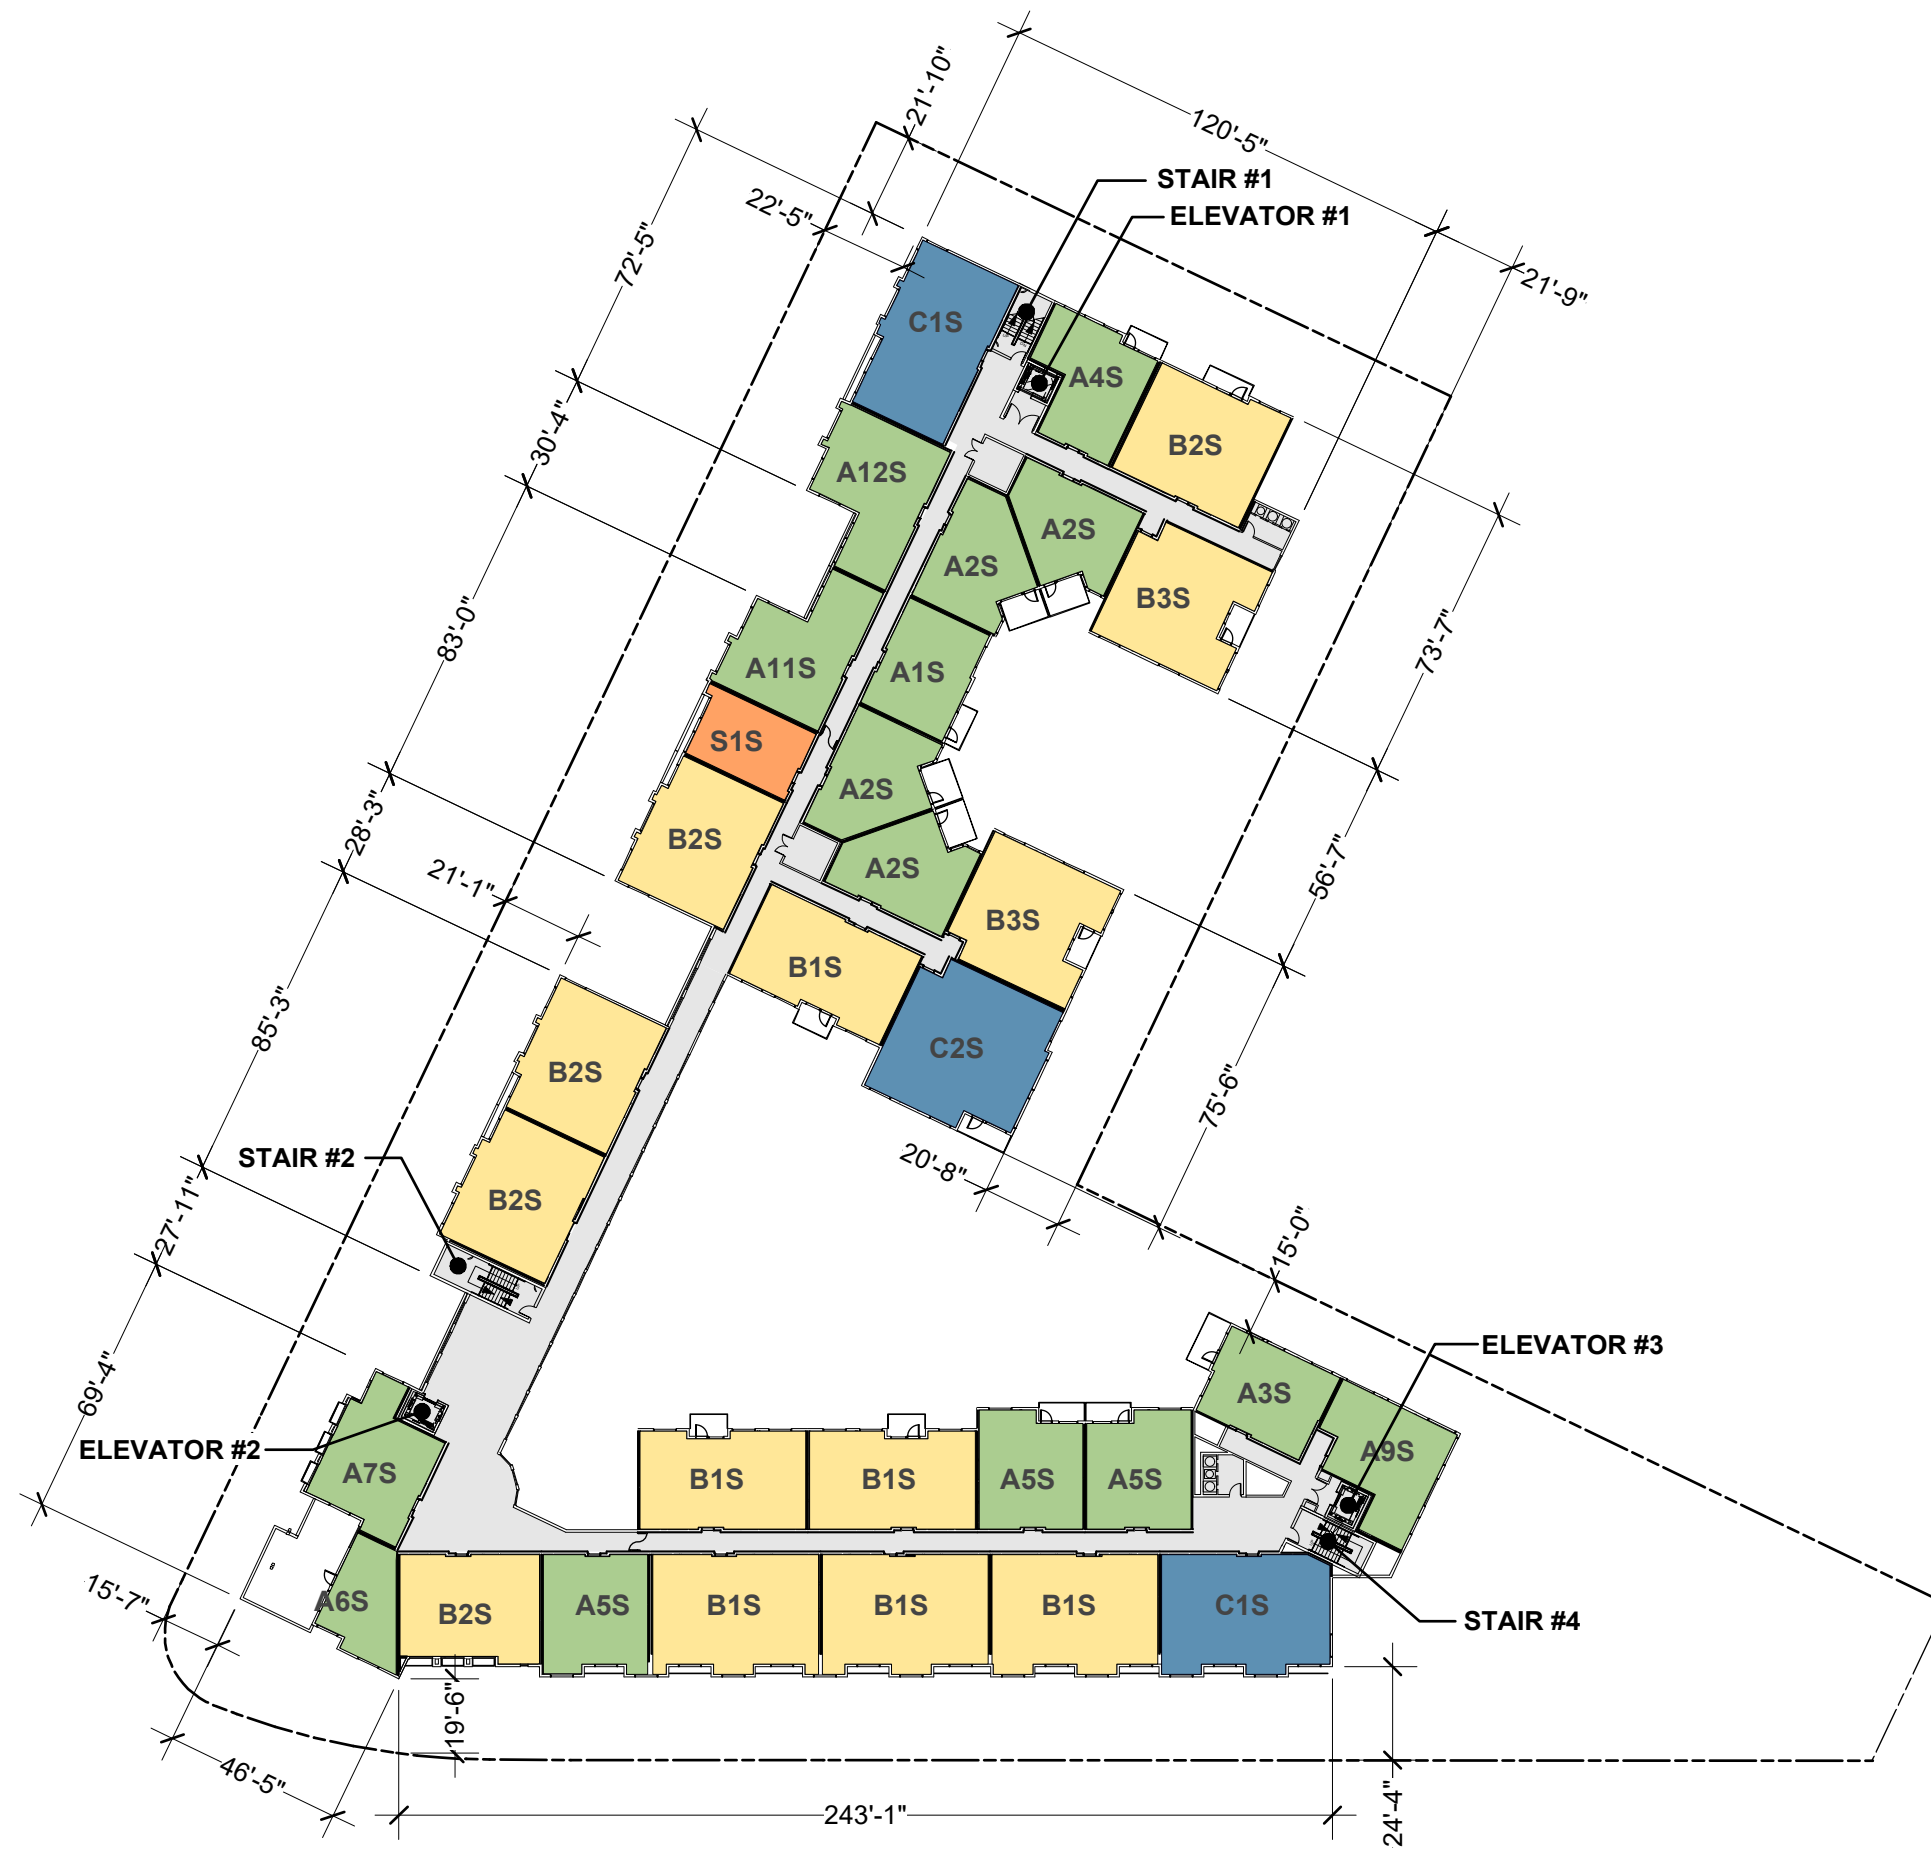 21'-10"
120'-5"
STAIR #1
22'-5"
ELEVATOR #1
72'-5"
21'-9"
C1S
A4S
B2S
30'-4"
A12S
A2S
A2S
B3S
83'-0"
73'-7"
A11S
A1S
S1S
A2S
28'-3"
B2S
A2S
21'-1"
56'-7"
B3S
B1S
85'-3"
C2S
B2S
75'-6"
STAIR #2
20'-8"
B2S
27'-11"
15'-0"
ELEVATOR #3
69'-4"
A3S
ELEVATOR #2
A9S
A7S
B1S
B1S
A5S
A5S
15'-7"
A6S
B2S
A5S
B1S
B1S
B1S
C1S
STAIR #4
19'-6"
46'-5"
243'-1"
24'-4"